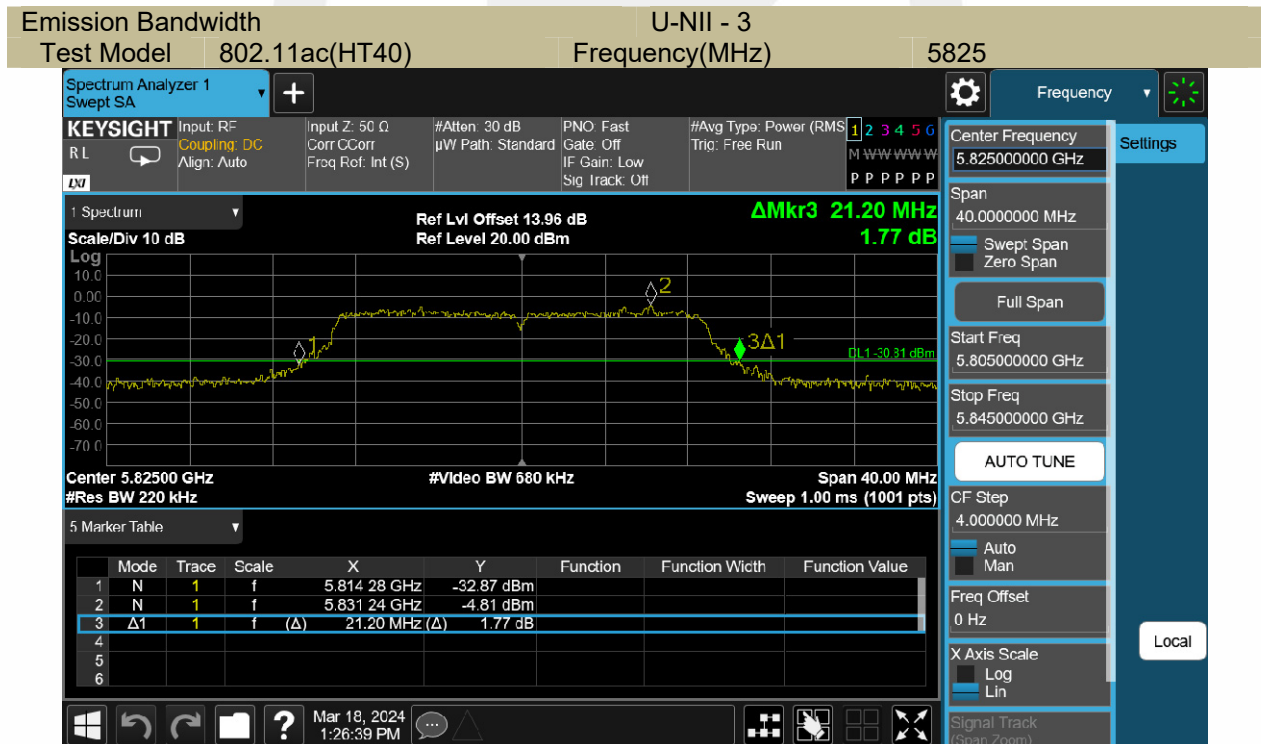 Emission Bandwidth U-NII - 3
Test Model 802.11ac(HT40) Frequency(MHz) 5825
Spectrum Analyzer 1
Swept SA
+
Frequency
KEYSIGHT Input: RF Input Z: 50 Ω #Atten: 30 dB PNO: Fast #Avg Type: Power (RMS 1 2 3 4 5 6
RL Coupling: DC Corr CCorr µW Path: Standard Gate: Off Trig: Free Run
Align: Auto Freq Ref: Int (S) IF Gain: Low M W W W W W
LXI Sig Track: Off P P P P P P
1 Spectrum
Ref Lvl Offset 13.96 dB ΔMkr3 21.20 MHz
Scale/Div 10 dB Ref Level 20.00 dBm 1.77 dB
Log
10.0
0.00
-10.0
-20.0
-30.0
-40.0
-50.0
-60.0
-70.0
1
2
3Δ1
DL1 -30.81 dBm
Center 5.82500 GHz #Video BW 680 kHz Span 40.00 MHz
#Res BW 220 kHz Sweep 1.00 ms (1001 pts)
5 Marker Table
Mode Trace Scale X Y Function Function Width Function Value
1 N 1 f 5.814 28 GHz -32.87 dBm
2 N 1 f 5.831 24 GHz -4.81 dBm
3 Δ1 1 f (Δ) 21.20 MHz (Δ) 1.77 dB
4
5
6
Mar 18, 2024
1:26:39 PM
?
Center Frequency
5.825000000 GHz
Settings
Span
40.0000000 MHz
Swept Span
Zero Span
Full Span
Start Freq
5.805000000 GHz
Stop Freq
5.845000000 GHz
AUTO TUNE
CF Step
4.000000 MHz
Auto
Man
Freq Offset
0 Hz
Local
X Axis Scale
Log
Lin
Signal Track
(Span Zoom)